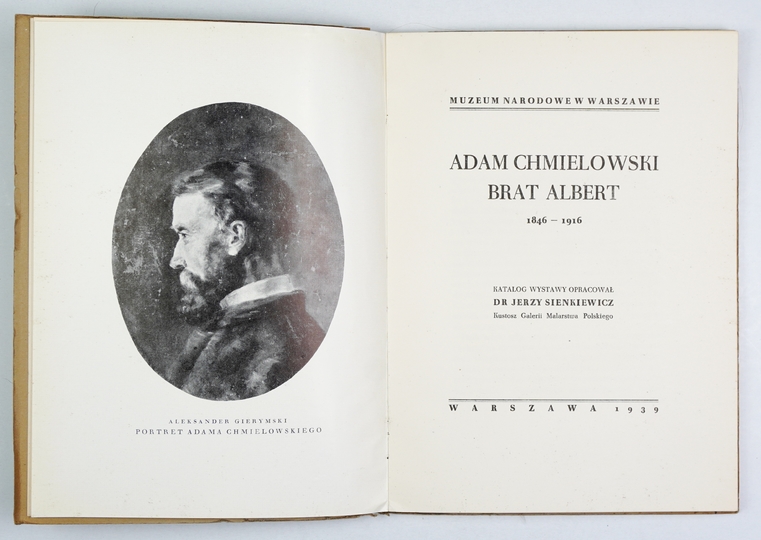 ALEKSANDER GIERYMSKI
PORTRET ADAMA CHMIELOWSKIEGO
MUZEUM NARODOWE W WARSZAWIE
ADAM CHMIELOWSKI
BRAT ALBERT
1846 — 1916
KATALOG WYSTAWY OPRACOWAŁ
DR JERZY SIENKIEWICZ
Kustosz Galerii Malarstwa Polskiego
WARSZAWA 1939